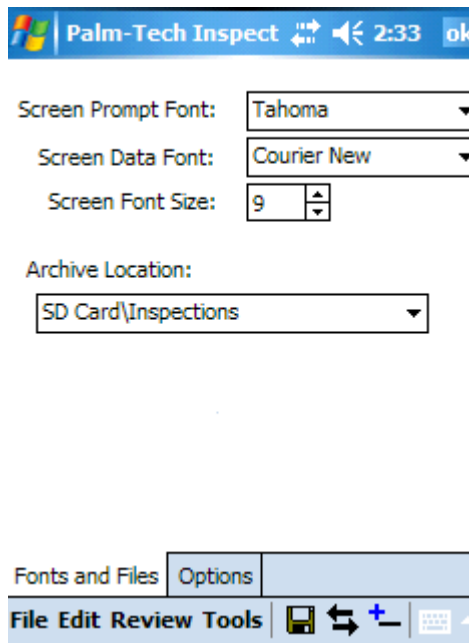 Palm-Tech Inspect 2:33 ok
Screen Prompt Font: Tahoma
Screen Data Font: Courier New
Screen Font Size: 9
Archive Location:
SD Card\Inspections
Fonts and Files Options
File Edit Review Tools